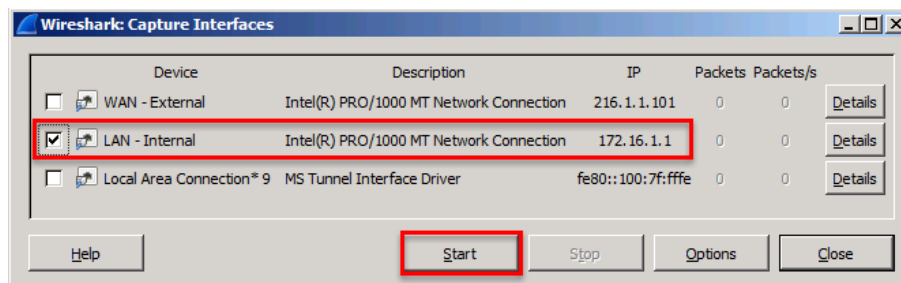 Wireshark: Capture Interfaces
Device Description IP Packets Packets/s
WAN - External Intel(R) PRO/1000 MT Network Connection 216.1.1.101 0 0 Details
LAN - Internal Intel(R) PRO/1000 MT Network Connection 172.16.1.1 0 0 Details
Local Area Connection* 9 MS Tunnel Interface Driver fe80::100:7f:fffe 0 0 Details
Help Start Stop Options Close